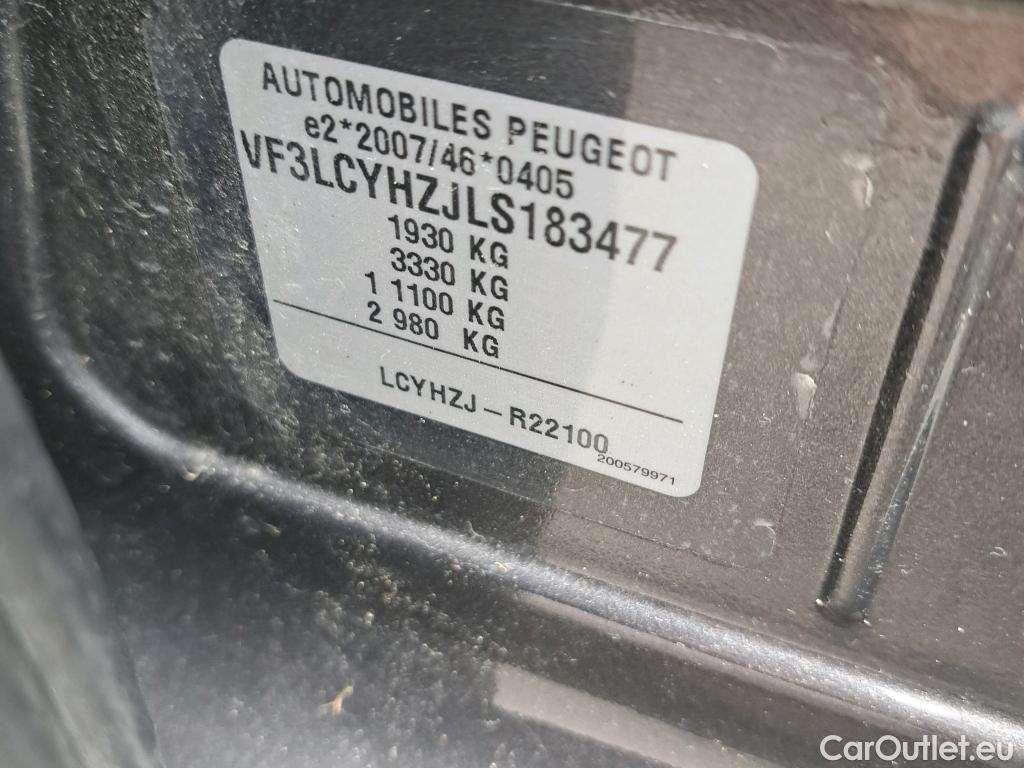 AUTOMOBILES PEUGEOT
e2*2007/46*0405
VF3LCYHZJLS183477
1930 KG
3330 KG
1 1100 KG
2 980 KG
LCYHZJ - R22100
200579971
CarOutlet.eu